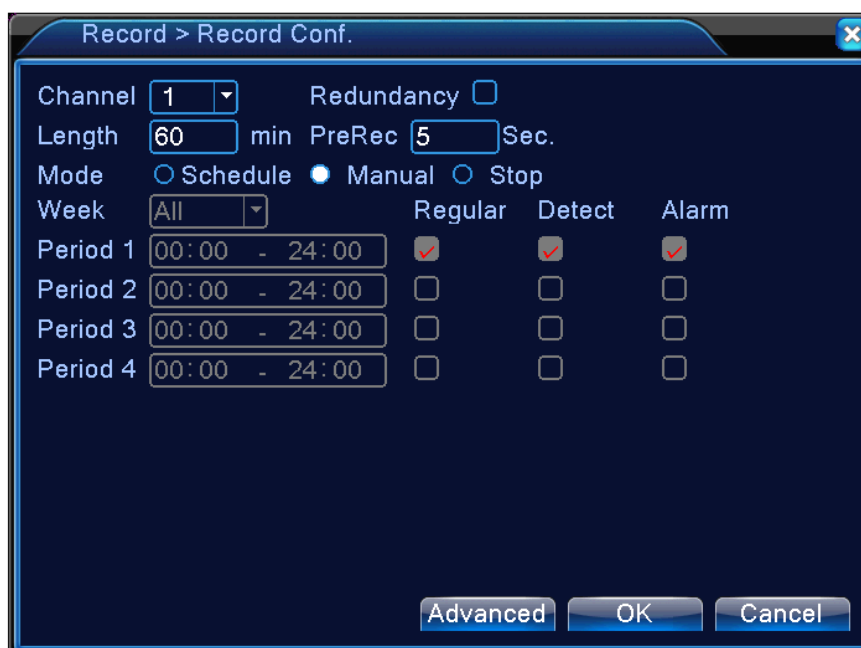 Record > Record Conf.
Channel 1 Redundancy
Length 60 min PreRec 5 Sec.
Mode Schedule Manual Stop
Week All Regular Detect Alarm
Period 1 00:00 - 24:00
Period 2 00:00 - 24:00
Period 3 00:00 - 24:00
Period 4 00:00 - 24:00
Advanced OK Cancel